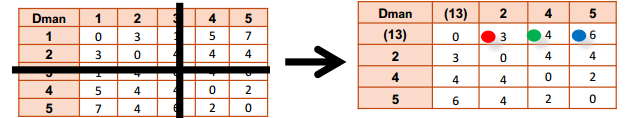 Dman 1 2 3 4 5
1 0 3 1 5 7
2 3 0 4 4 4
3 1 4 4 6
4 5 4 4 0 2
5 7 4 6 2 0
Dman (13) 2 4 5
(13) 0 3 4 6
2 3 0 4 4
4 4 4 0 2
5 6 4 2 0